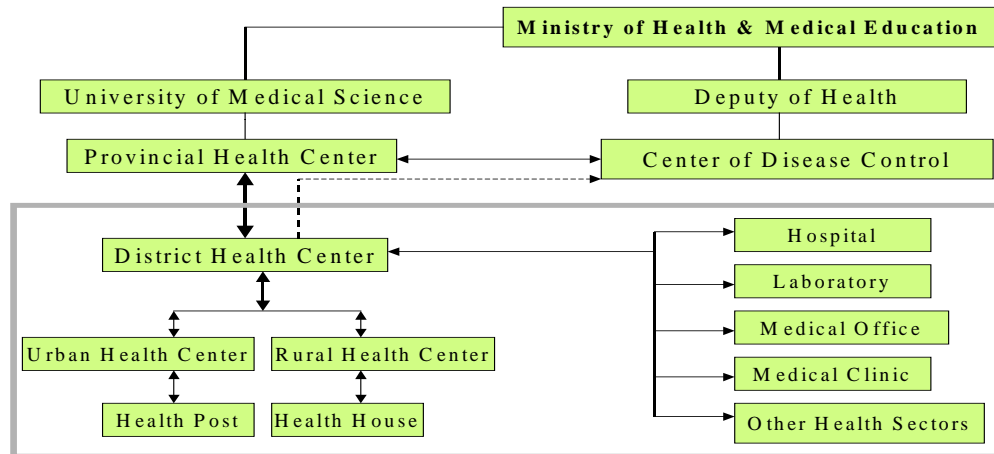 Ministry of Health & Medical Education
University of Medical Science
Deputy of Health
Provincial Health Center
Center of Disease Control
District Health Center
Hospital
Laboratory
Medical Office
Medical Clinic
Other Health Sectors
Urban Health Center
Rural Health Center
Health Post
Health House